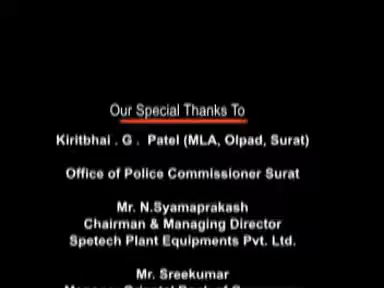 Our Special Thanks To
Kiritbhai . G . Patel (MLA, Olpad, Surat)
Office of Police Commissioner Surat
Mr. N.Syamaprakash
Chairman & Managing Director
Spetech Plant Equipments Pvt. Ltd.
Mr. Sreekumar